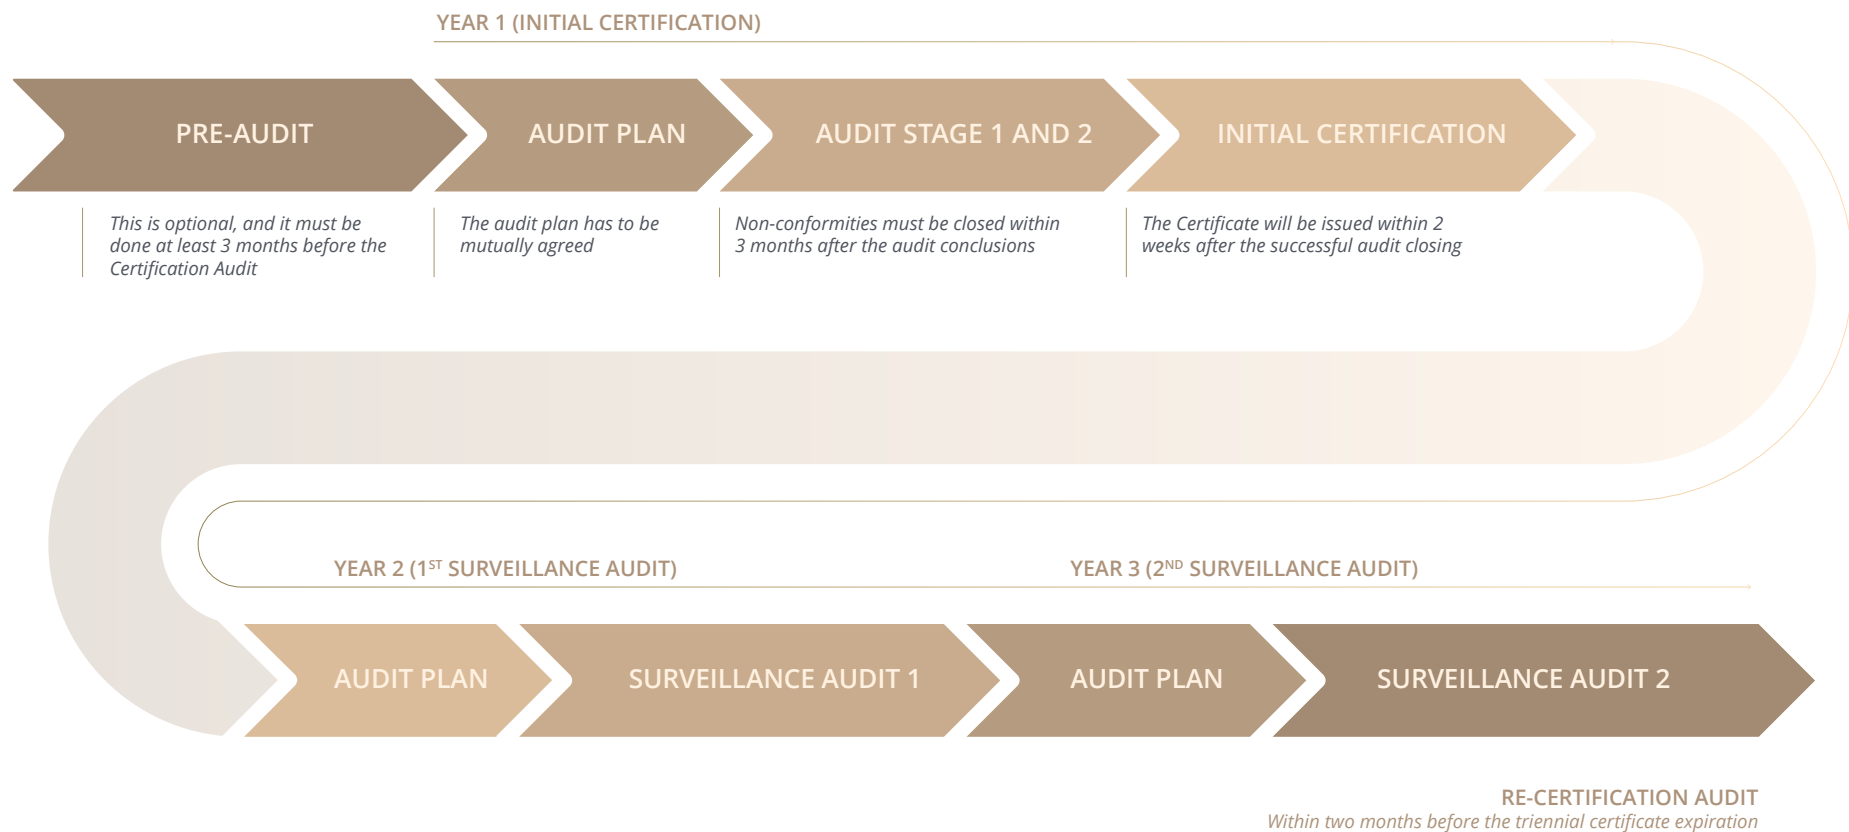 YEAR 1 (INITIAL CERTIFICATION)
PRE-AUDIT
AUDIT PLAN
AUDIT STAGE 1 AND 2
INITIAL CERTIFICATION
This is optional, and it must be
done at least 3 months before the
Certification Audit
The audit plan has to be
mutually agreed
Non-conformities must be closed within
3 months after the audit conclusions
The Certificate will be issued within 2
weeks after the successful audit closing
YEAR 2 (1ST SURVEILLANCE AUDIT)
YEAR 3 (2ND SURVEILLANCE AUDIT)
AUDIT PLAN
SURVEILLANCE AUDIT 1
AUDIT PLAN
SURVEILLANCE AUDIT 2
RE-CERTIFICATION AUDIT
Within two months before the triennial certificate expiration